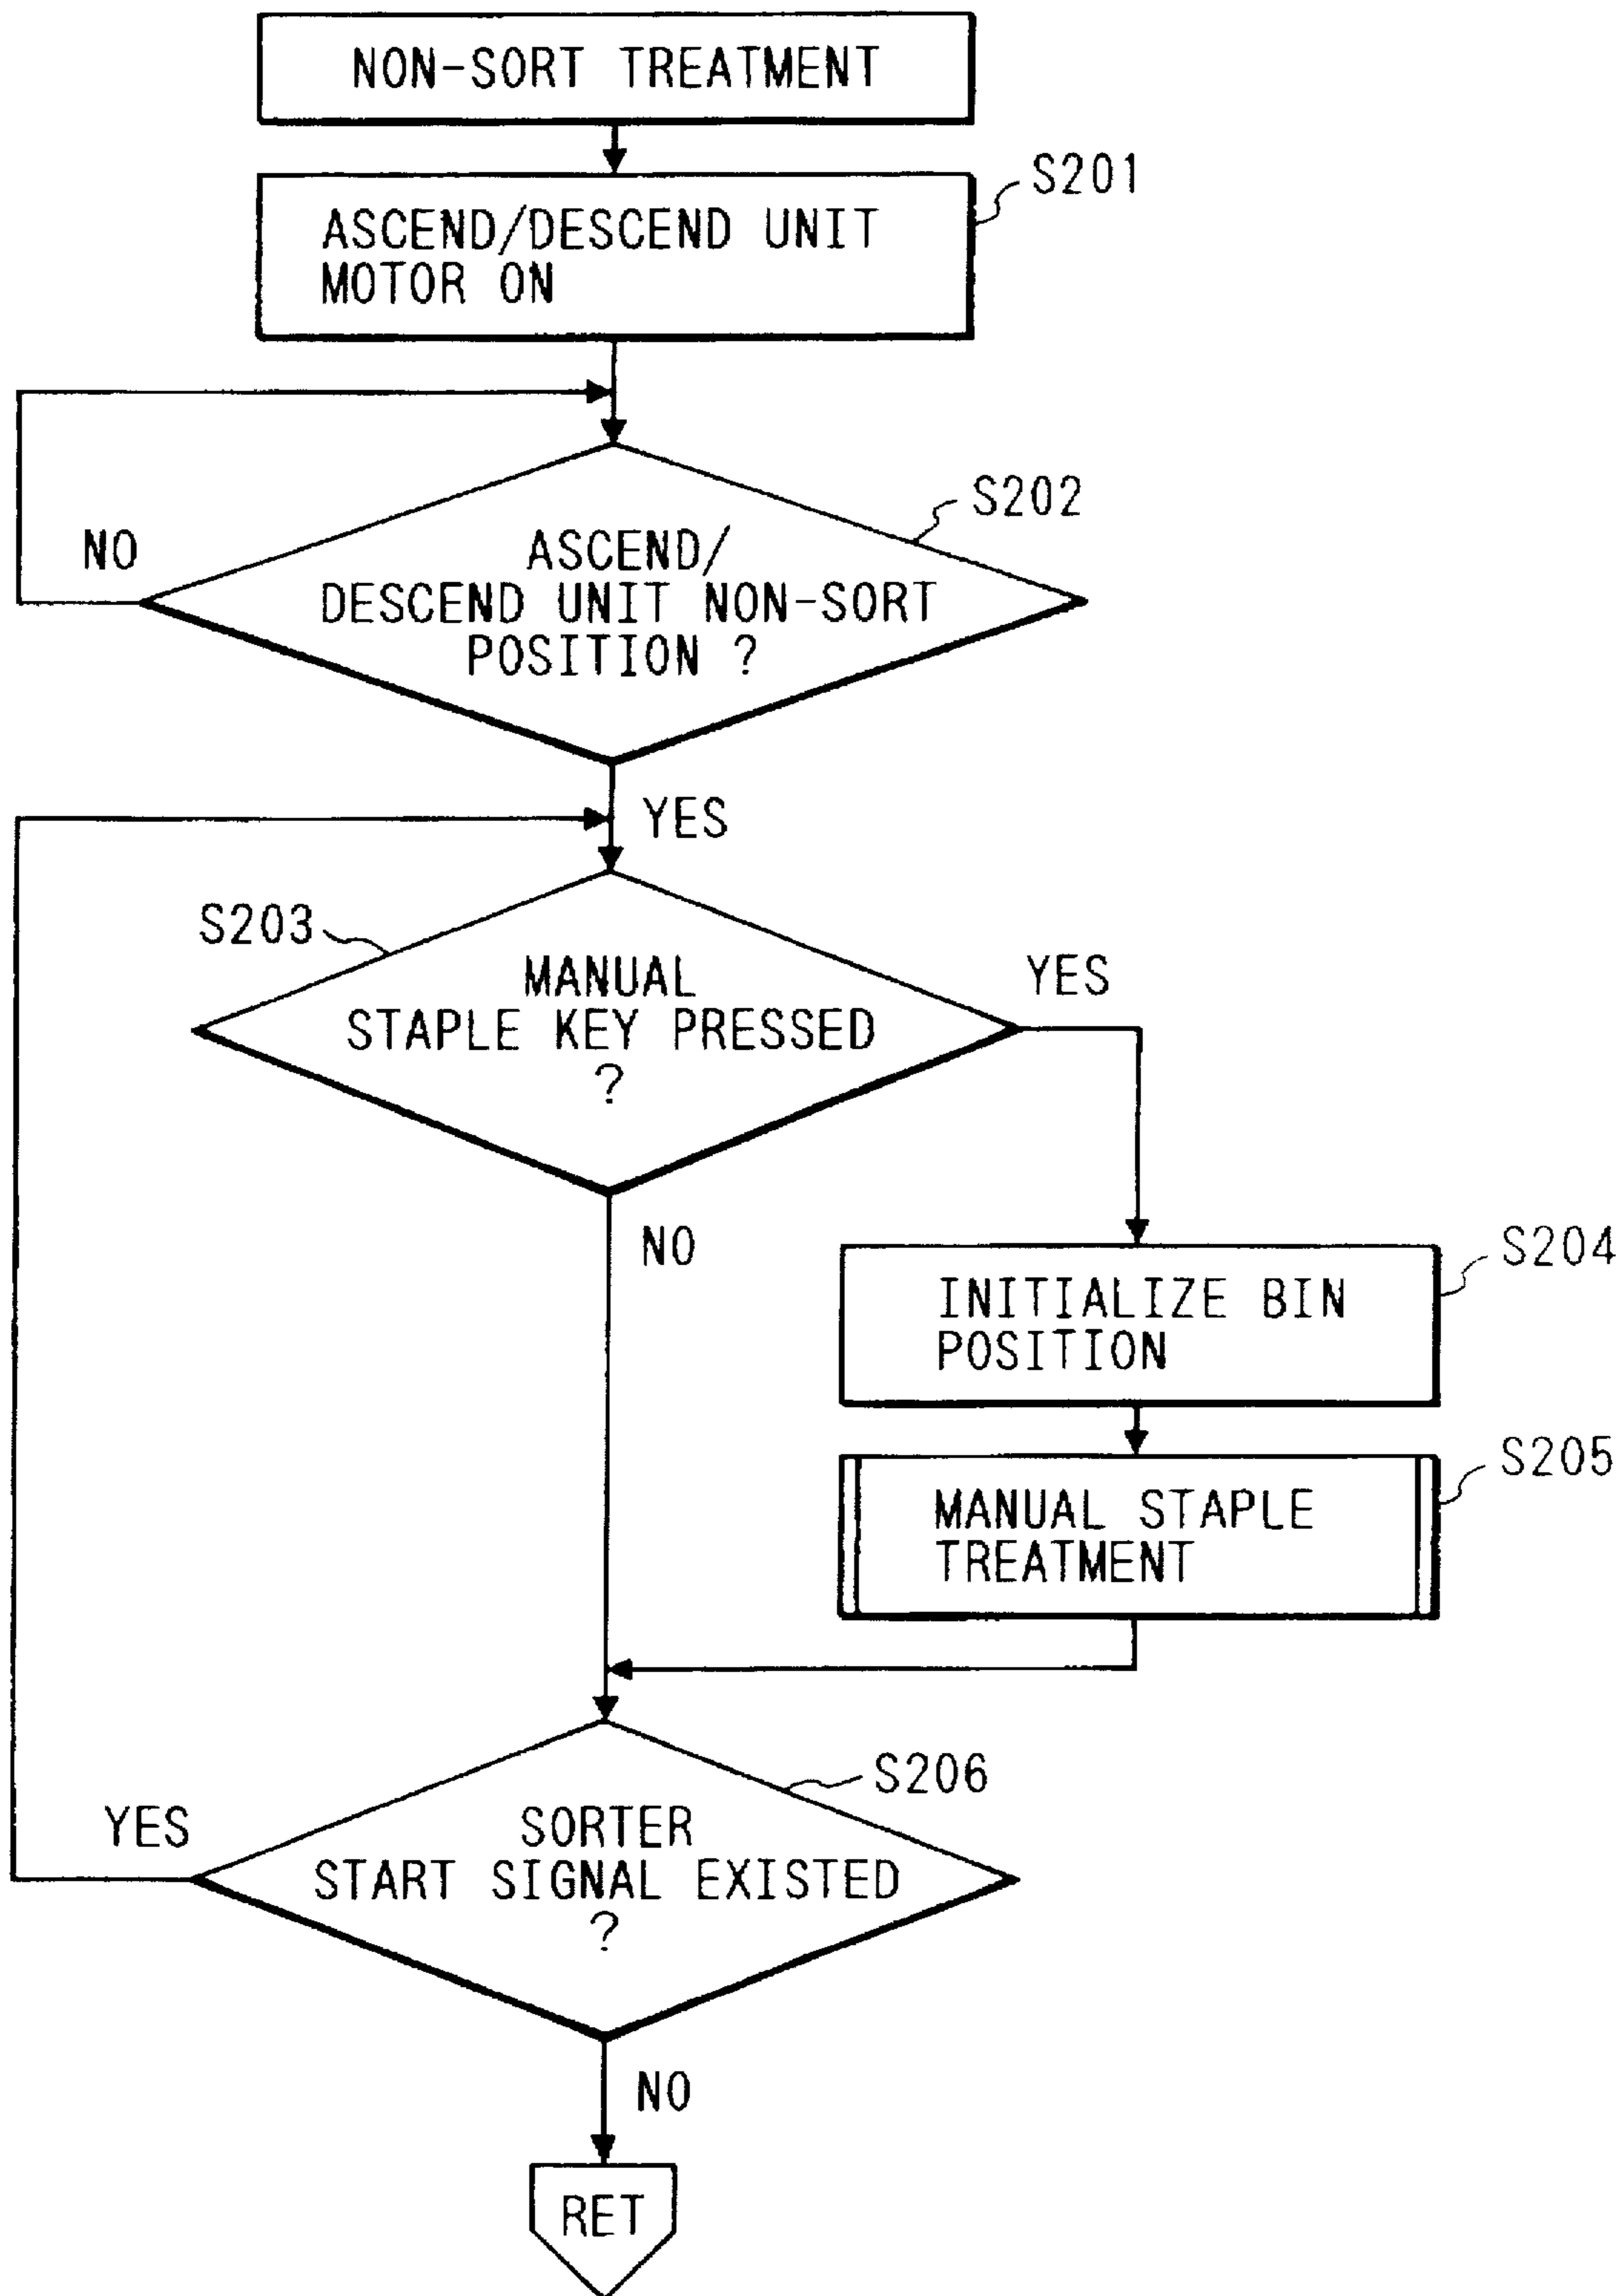 NON-SORT TREATMENT
S201
ASCEND/DESCEND UNIT
MOTOR ON
S202
NO
ASCEND/
DESCEND UNIT NON-SORT
POSITION ?
YES
S203
MANUAL
STAPLE KEY PRESSED
?
YES
NO
S204
INITIALIZE BIN
POSITION
S205
MANUAL STAPLE
TREATMENT
S206
YES
SORTER
START SIGNAL EXISTED
?
NO
RET